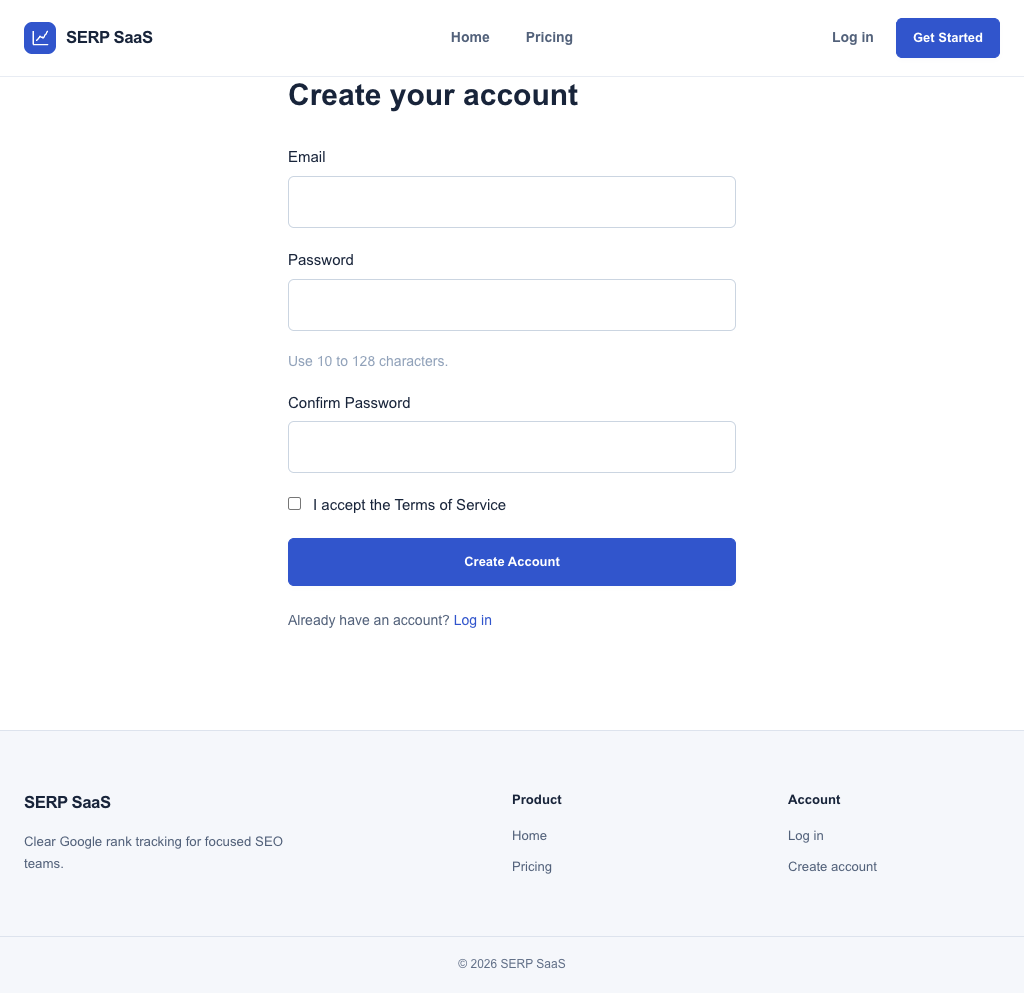 SERP SaaS
Home
Pricing
Log in
Get Started
Create your account
Email
Password
Use 10 to 128 characters.
Confirm Password
I accept the Terms of Service
Create Account
Already have an account? Log in
SERP SaaS
Clear Google rank tracking for focused SEO
teams.
Product
Home
Pricing
Account
Log in
Create account
© 2026 SERP SaaS